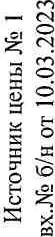 Источник цены № 1
вх.№ б/н от 10.03.2023